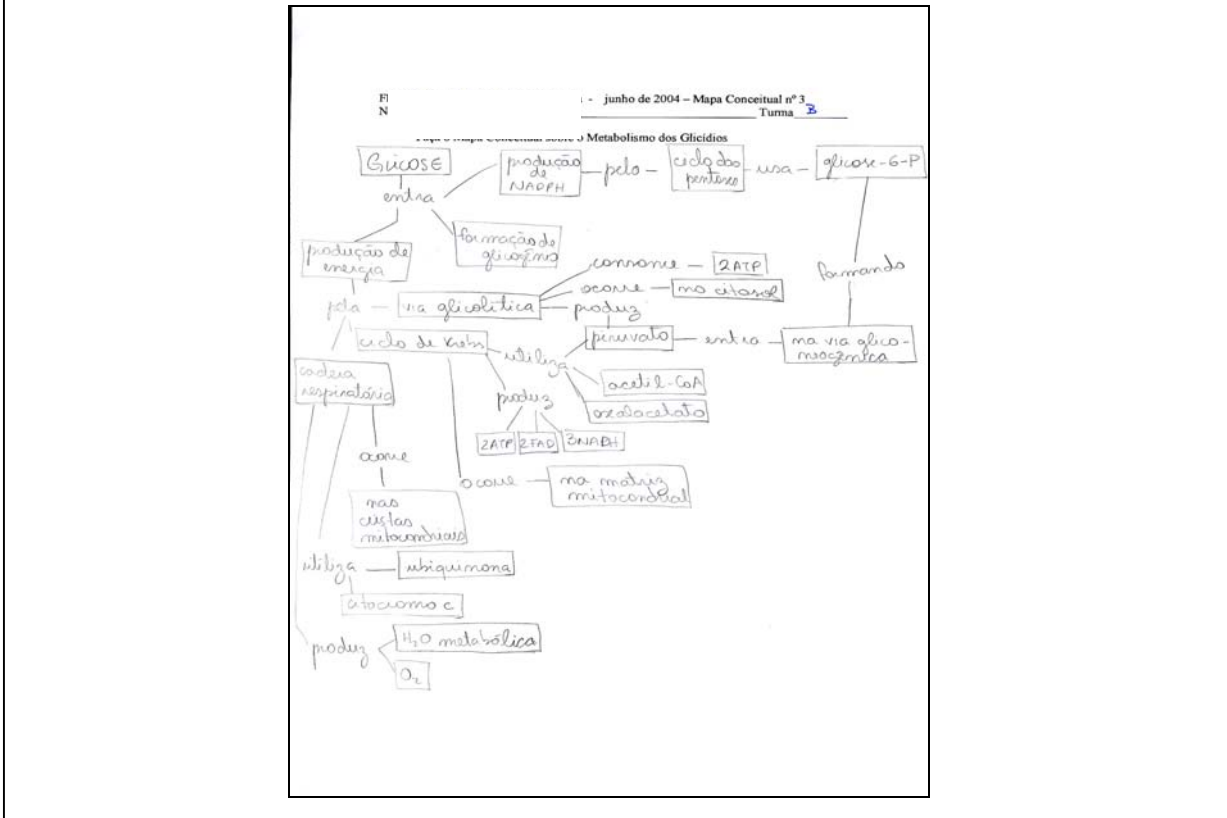 - junho de 2004 – Mapa Conceitual nº 3
Turma B
Metabolismo dos Glicídios
GLICOSE
produção
de
NADPH
pelo
ciclo das
pentoses
usa
glicose-6-P
entra
formação de
glicogênio
produção de
energia
consome
2ATP
formando
ocorre
no citosol
pela
via glicolítica
produz
ciclo de Krebs
utiliza
piruvato
entra
na via glico-
neogênica
cadeia
respiratória
acetil-CoA
produz
oxaloacetato
2ATP
2FAD
3NADH
ocorre
ocorre
na matriz
mitocondrial
nas
cristas
mitocondriais
utiliza
ubiquinona
citocromo c
produz
H₂O metabólica
O₂